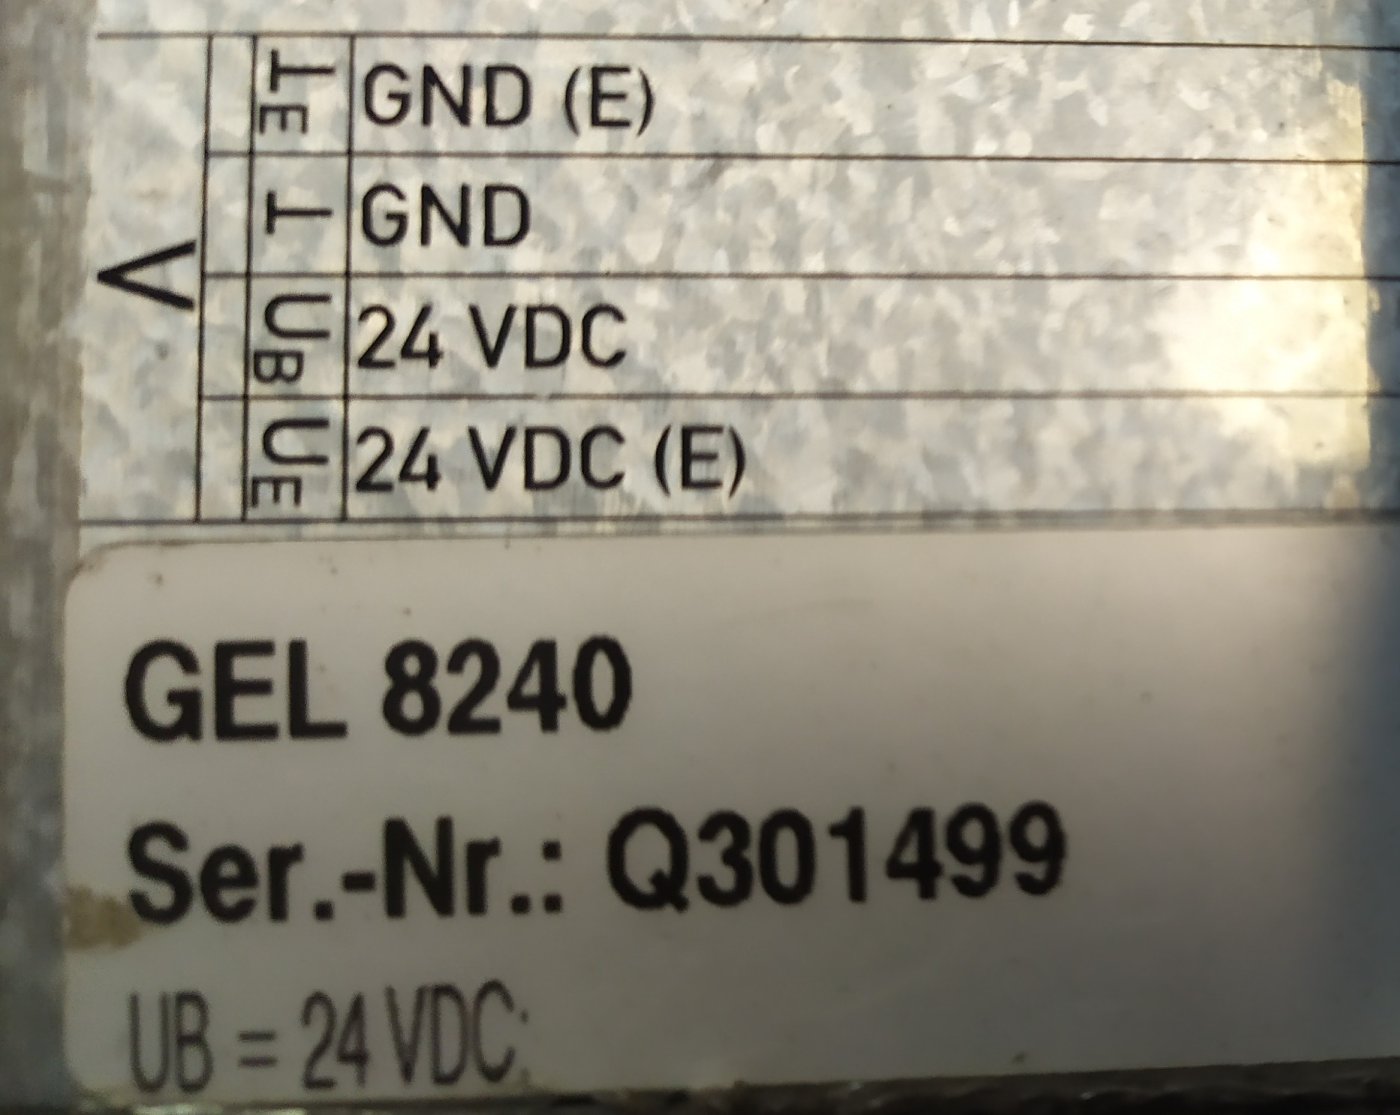 V
⊥E GND (E)
⊥ GND
UB 24 VDC
UE 24 VDC (E)
GEL 8240
Ser.-Nr.: Q301499
UB = 24 VDC;